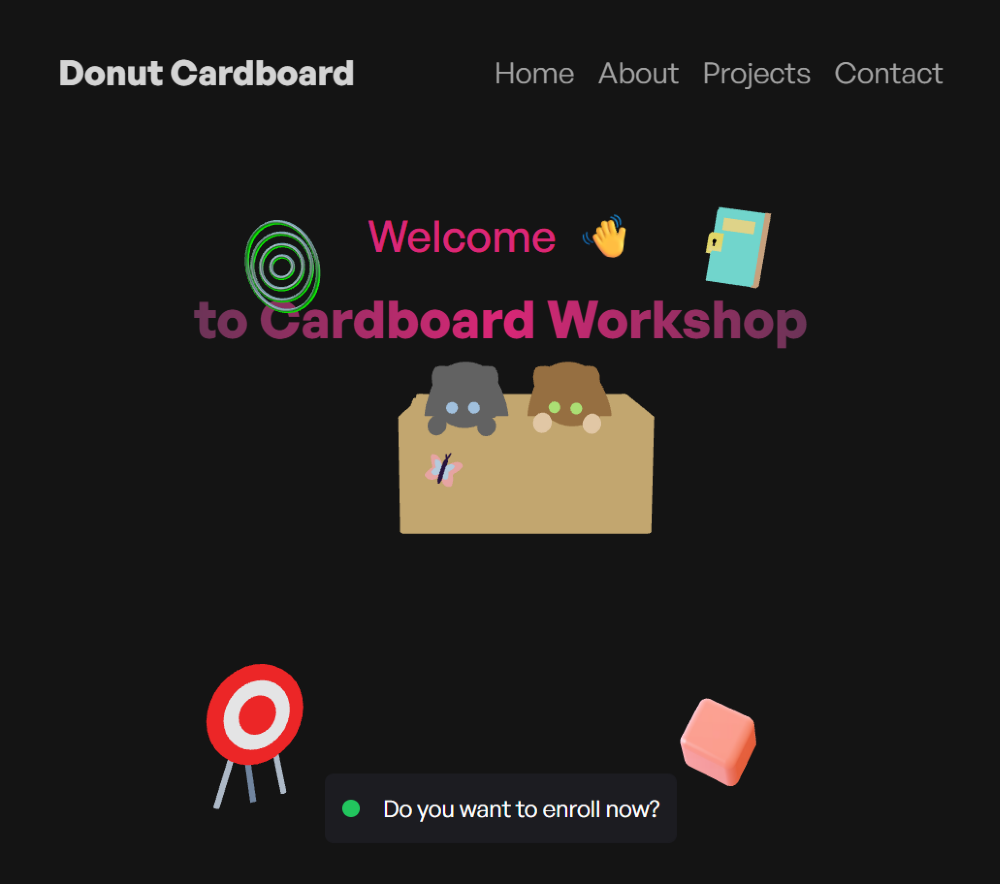 Donut Cardboard
Home About Projects Contact
Welcome 👋
to Cardboard Workshop
Do you want to enroll now?